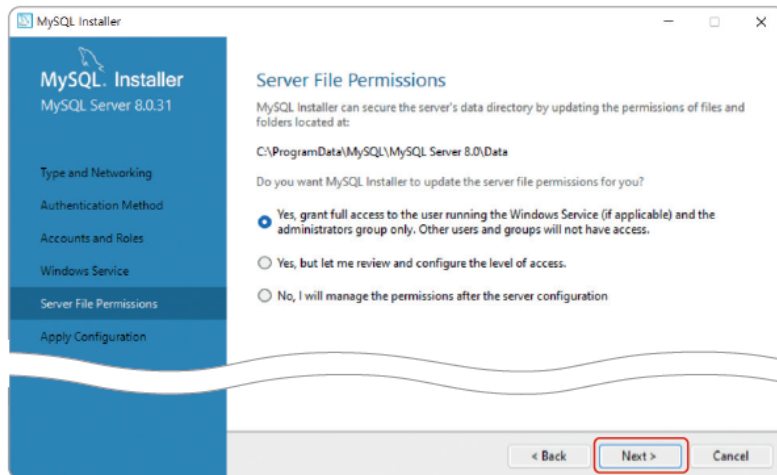 MySQL Installer
MySQL. Installer
MySQL Server 8.0.31
Type and Networking
Authentication Method
Accounts and Roles
Windows Service
Server File Permissions
Apply Configuration
Server File Permissions
MySQL Installer can secure the server's data directory by updating the permissions of files and
folders located at:
C:\ProgramData\MySQL\MySQL Server 8.0\Data
Do you want MySQL Installer to update the server file permissions for you?
Yes, grant full access to the user running the Windows Service (if applicable) and the
administrators group only. Other users and groups will not have access.
Yes, but let me review and configure the level of access.
No, I will manage the permissions after the server configuration
< Back
Next >
Cancel